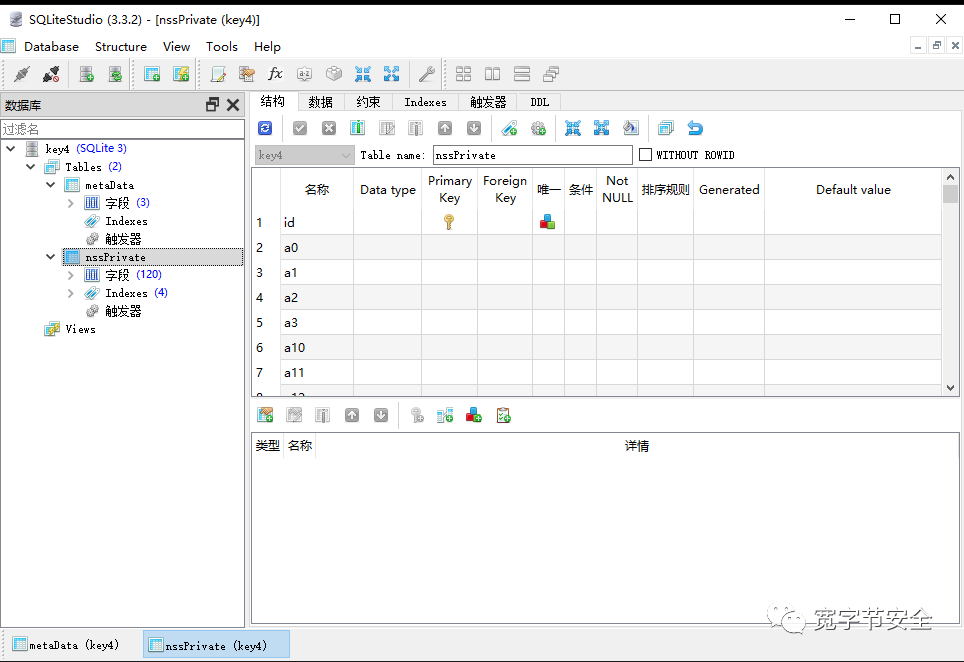 SQLiteStudio (3.3.2) - [nssPrivate (key4)]
Database Structure View Tools Help
数据库
过滤名
key4 (SQLite 3)
Tables (2)
metaData
字段 (3)
Indexes
触发器
nssPrivate
字段 (120)
Indexes (4)
触发器
Views
结构 数据 约束 Indexes 触发器 DDL
key4 Table name: nssPrivate WITHOUT ROWID
名称 Data type Primary Key Foreign Key 唯一 条件 Not NULL 排序规则 Generated Default value
1 id
2 a0
3 a1
4 a2
5 a3
6 a10
7 a11
类型 名称 详情
宽字节安全
metaData (key4) nssPrivate (key4)